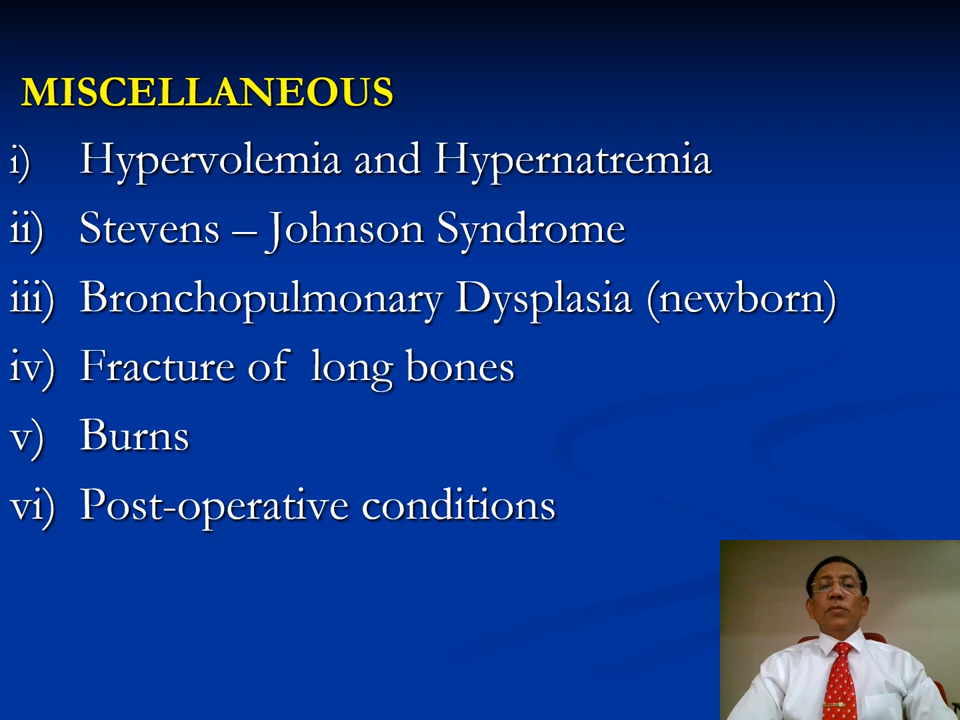 MISCELLANEOUS
i) Hypervolemia and Hypernatremia
ii) Stevens – Johnson Syndrome
iii) Bronchopulmonary Dysplasia (newborn)
iv) Fracture of long bones
v) Burns
vi) Post-operative conditions